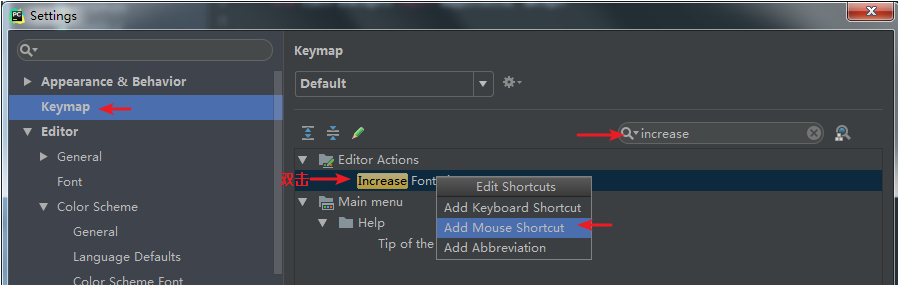 PC
Settings
Keymap
Appearance & Behavior
Default
Keymap
Editor
increase
General
Editor Actions
双击
Increase Font
Font
Edit Shortcuts
Color Scheme
Main menu
Add Keyboard Shortcut
General
Help
Add Mouse Shortcut
Language Defaults
Tip of the
Add Abbreviation
Color Scheme Font